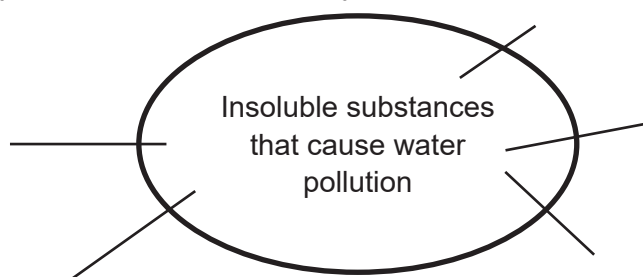 Insoluble substances
that cause water
pollution